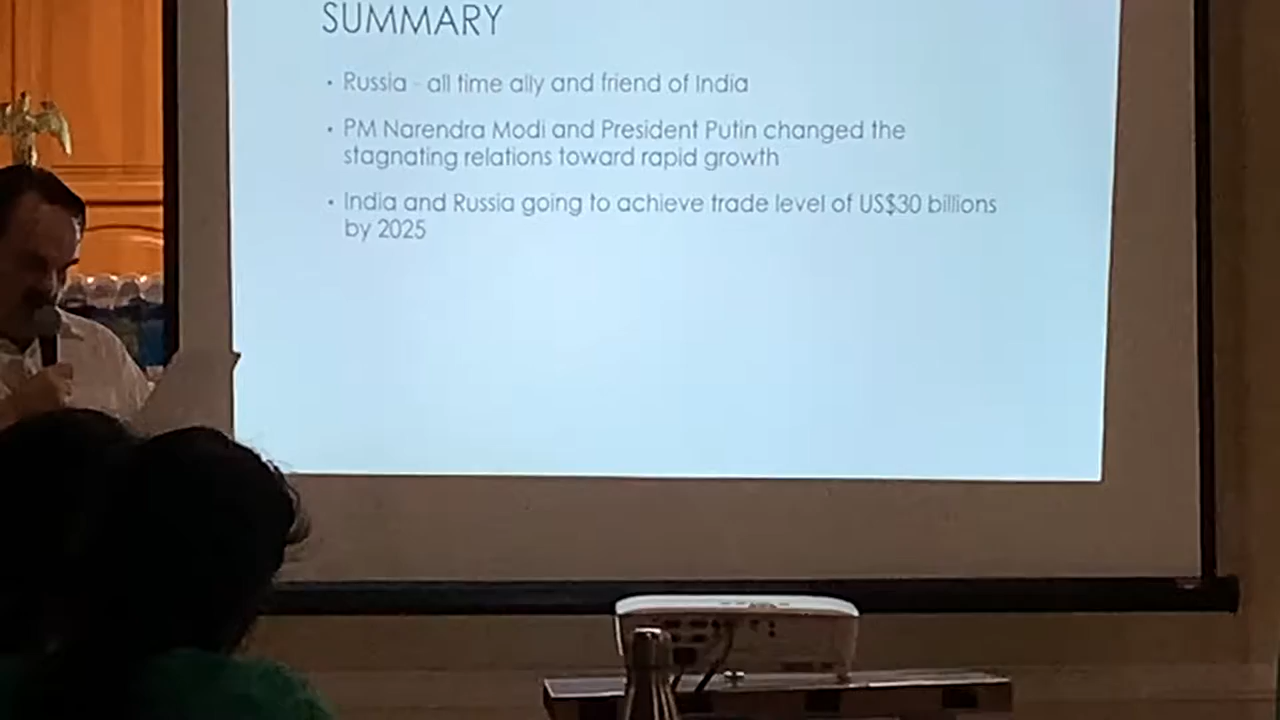 SUMMARY
• Russia - all time ally and friend of India
• PM Narendra Modi and President Putin changed the
stagnating relations toward rapid growth
• India and Russia going to achieve trade level of US$30 billions
by 2025